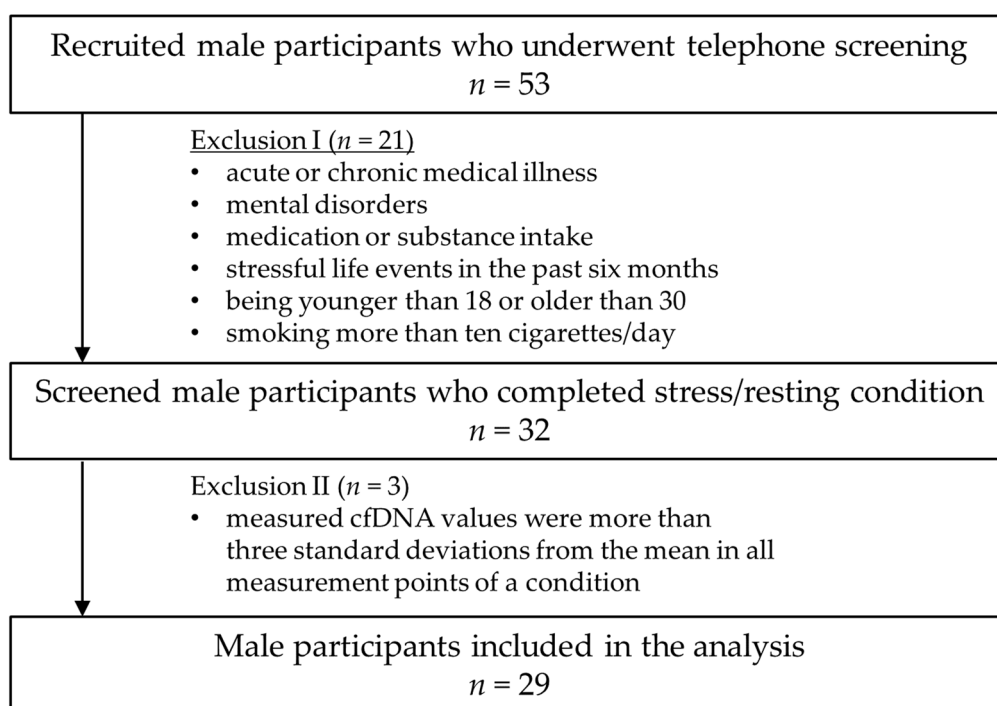 Recruited male participants who underwent telephone screening
n = 53
Exclusion I (n = 21)
• acute or chronic medical illness
• mental disorders
• medication or substance intake
• stressful life events in the past six months
• being younger than 18 or older than 30
• smoking more than ten cigarettes/day
Screened male participants who completed stress/resting condition
n = 32
Exclusion II (n = 3)
• measured cfDNA values were more than
three standard deviations from the mean in all
measurement points of a condition
Male participants included in the analysis
n = 29